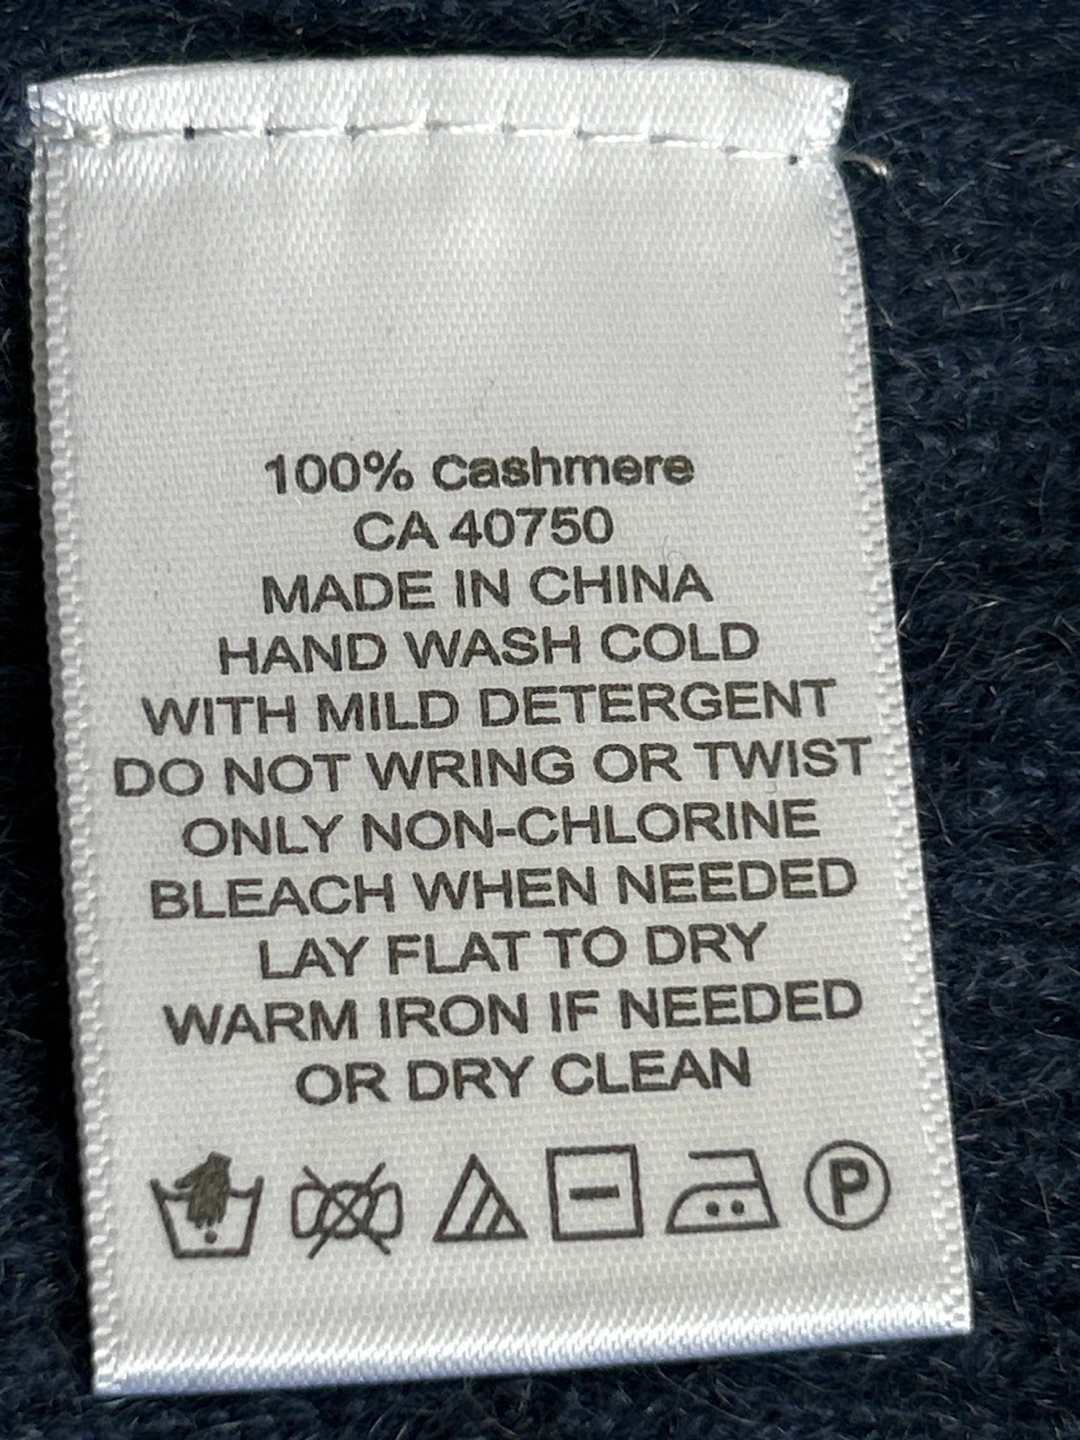 100% Cashmere
CA 40750
MADE IN CHINA
HAND WASH COLD
WITH MILD DETERGENT
DO NOT WRING OR TWIST
ONLY NON-CHLORINE
BLEACH WHEN NEEDED
LAY FLAT TO DRY
WARM IRON IF NEEDED
OR DRY CLEAN
P